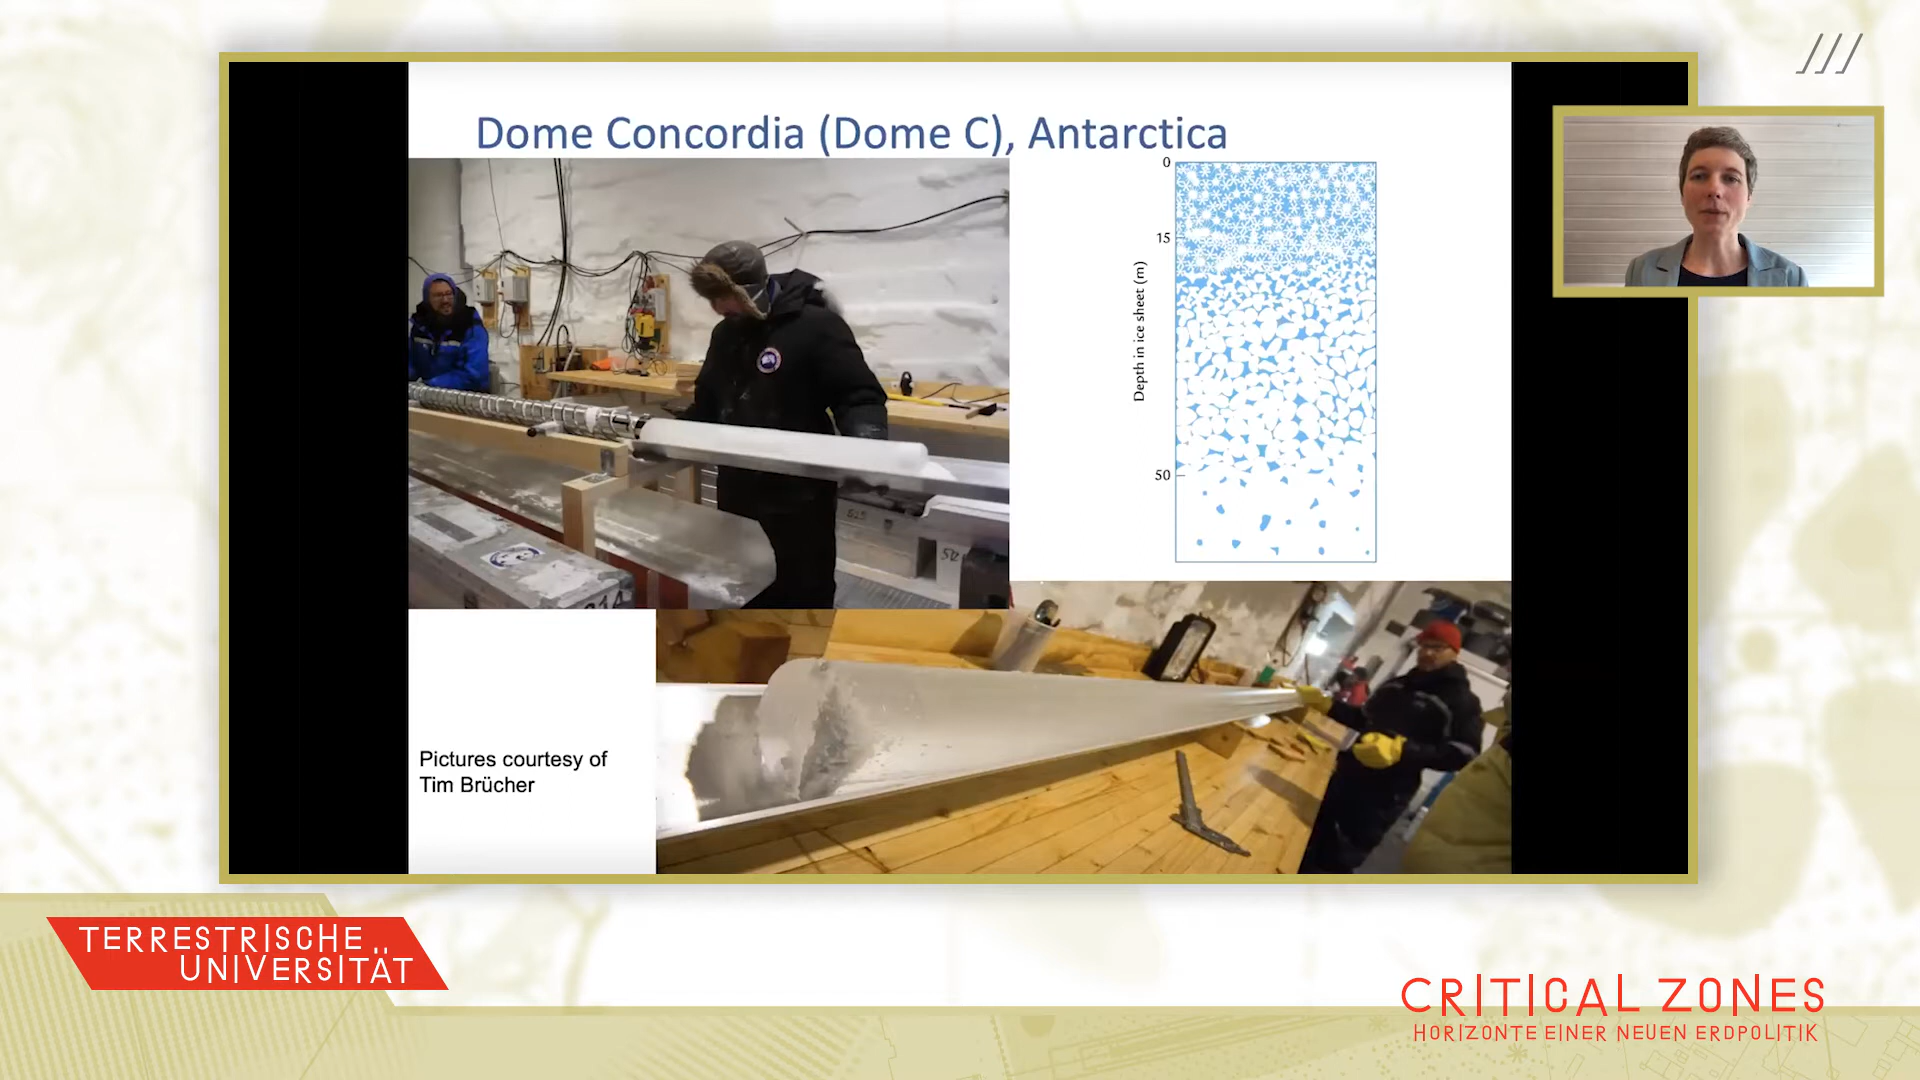 Dome Concordia (Dome C), Antarctica
0
15
Depth in ice sheet (m)
50
Pictures courtesy of
Tim Brücher
TERRESTRISCHE
UNIVERSITÄT
CRITICAL ZONES
HORIZONTE EINER NEUEN ERDPOLITIK